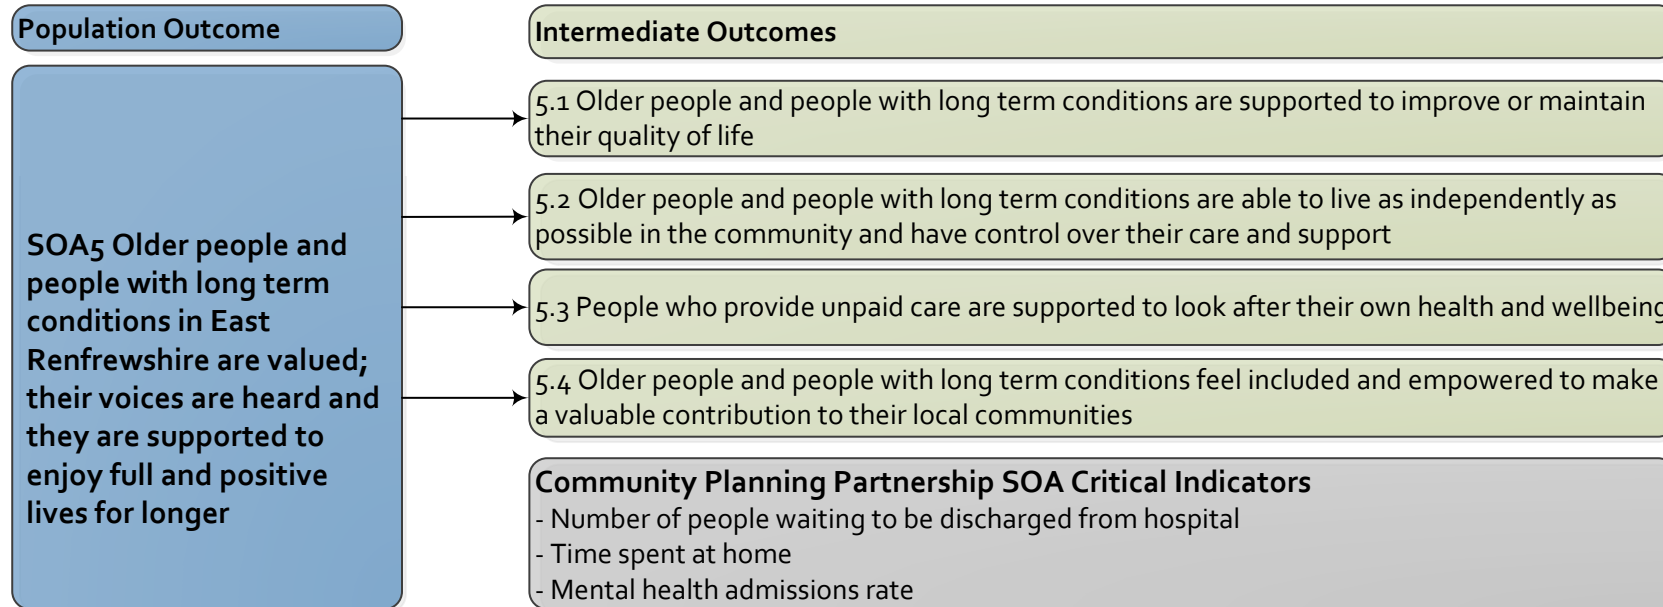 Population Outcome
SOA5 Older people and
people with long term
conditions in East
Renfrewshire are valued;
their voices are heard and
they are supported to
enjoy full and positive
lives for longer
Intermediate Outcomes
5.1 Older people and people with long term conditions are supported to improve or maintain
their quality of life
5.2 Older people and people with long term conditions are able to live as independently as
possible in the community and have control over their care and support
5.3 People who provide unpaid care are supported to look after their own health and wellbeing
5.4 Older people and people with long term conditions feel included and empowered to make
a valuable contribution to their local communities
Community Planning Partnership SOA Critical Indicators
- Number of people waiting to be discharged from hospital
- Time spent at home
- Mental health admissions rate